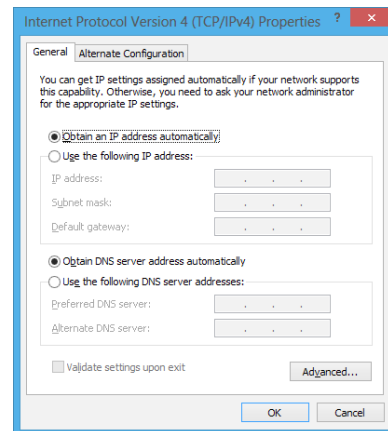 Internet Protocol Version 4 (TCP/IPv4) Properties ? ×
General Alternate Configuration
You can get IP settings assigned automatically if your network supports
this capability. Otherwise, you need to ask your network administrator
for the appropriate IP settings.
Obtain an IP address automatically
Use the following IP address:
IP address: . . .
Subnet mask: . . .
Default gateway: . . .
Obtain DNS server address automatically
Use the following DNS server addresses:
Preferred DNS server: . . .
Alternate DNS server: . . .
Validate settings upon exit
Advanced...
OK Cancel